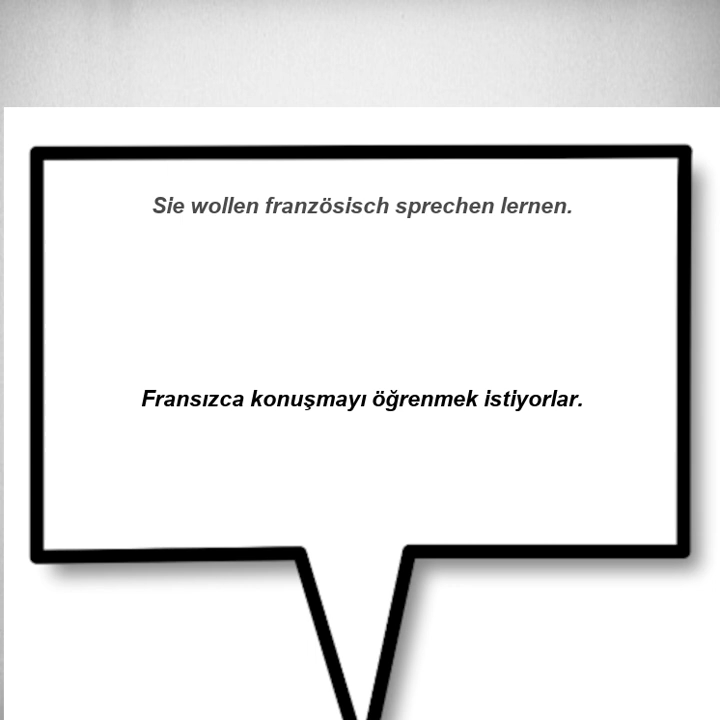 Sie wollen französisch sprechen lernen.
Fransızca konuşmayı öğrenmek istiyorlar.